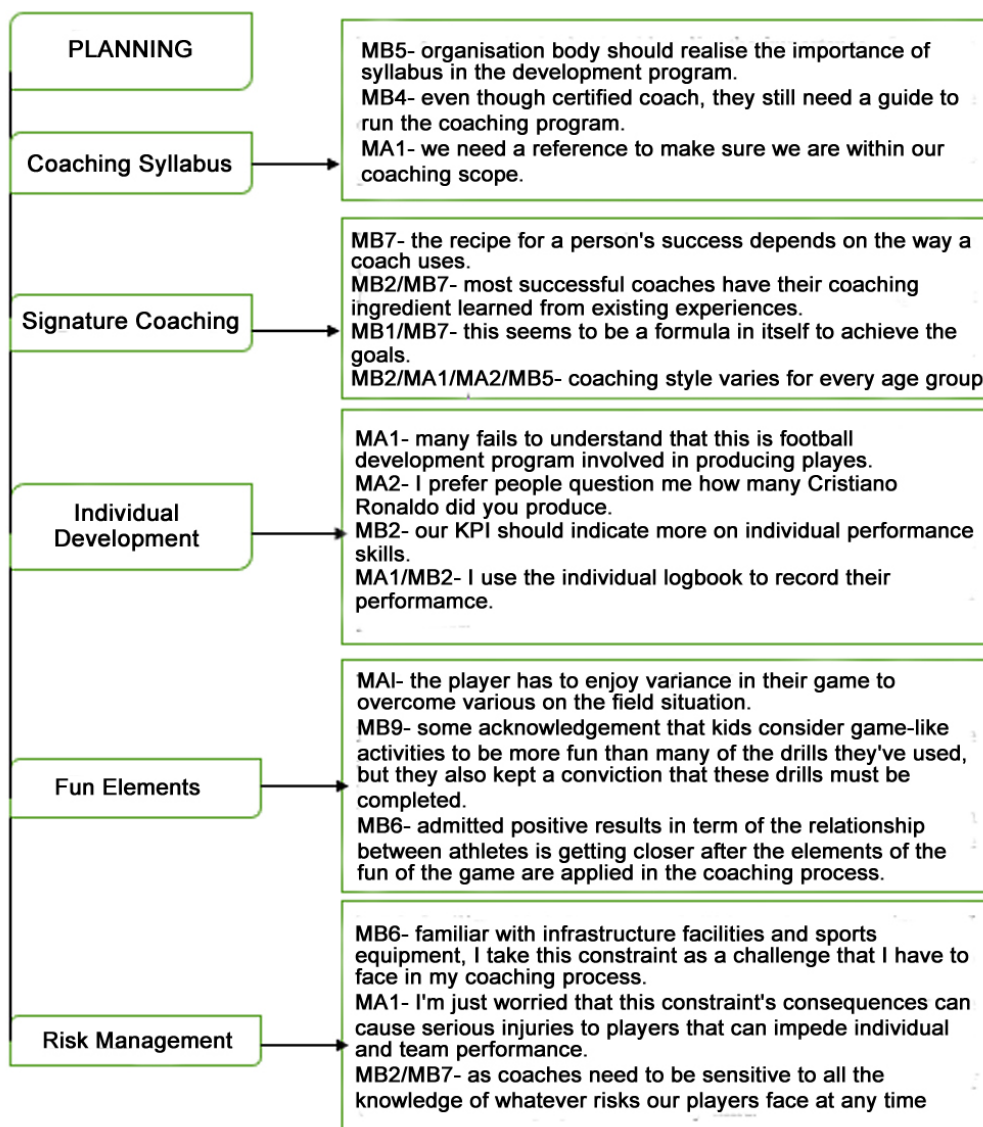 PLANNING
MB5- organisation body should realise the importance of
syllabus in the development program.
MB4- even though certified coach, they still need a guide to
run the coaching program.
MA1- we need a reference to make sure we are within our
coaching scope.
Coaching Syllabus
MB7- the recipe for a person's success depends on the way a
coach uses.
MB2/MB7- most successful coaches have their coaching
ingredient learned from existing experiences.
MB1/MB7- this seems to be a formula in itself to achieve the
goals.
MB2/MA1/MA2/MB5- coaching style varies for every age group
Signature Coaching
MA1- many fails to understand that this is football
development program involved in producing playes.
MA2- I prefer people question me how many Cristiano
Ronaldo did you produce.
MB2- our KPI should indicate more on individual performance
skills.
MA1/MB2- I use the individual logbook to record their
performamce.
Individual
Development
MAI- the player has to enjoy variance in their game to
overcome various on the field situation.
MB9- some acknowledgement that kids consider game-like
activities to be more fun than many of the drills they've used,
but they also kept a conviction that these drills must be
completed.
MB6- admitted positive results in term of the relationship
between athletes is getting closer after the elements of the
fun of the game are applied in the coaching process.
Fun Elements
MB6- familiar with infrastructure facilities and sports
equipment, I take this constraint as a challenge that I have to
face in my coaching process.
MA1- I'm just worried that this constraint's consequences can
cause serious injuries to players that can impede individual
and team performance.
MB2/MB7- as coaches need to be sensitive to all the
knowledge of whatever risks our players face at any time
Risk Management